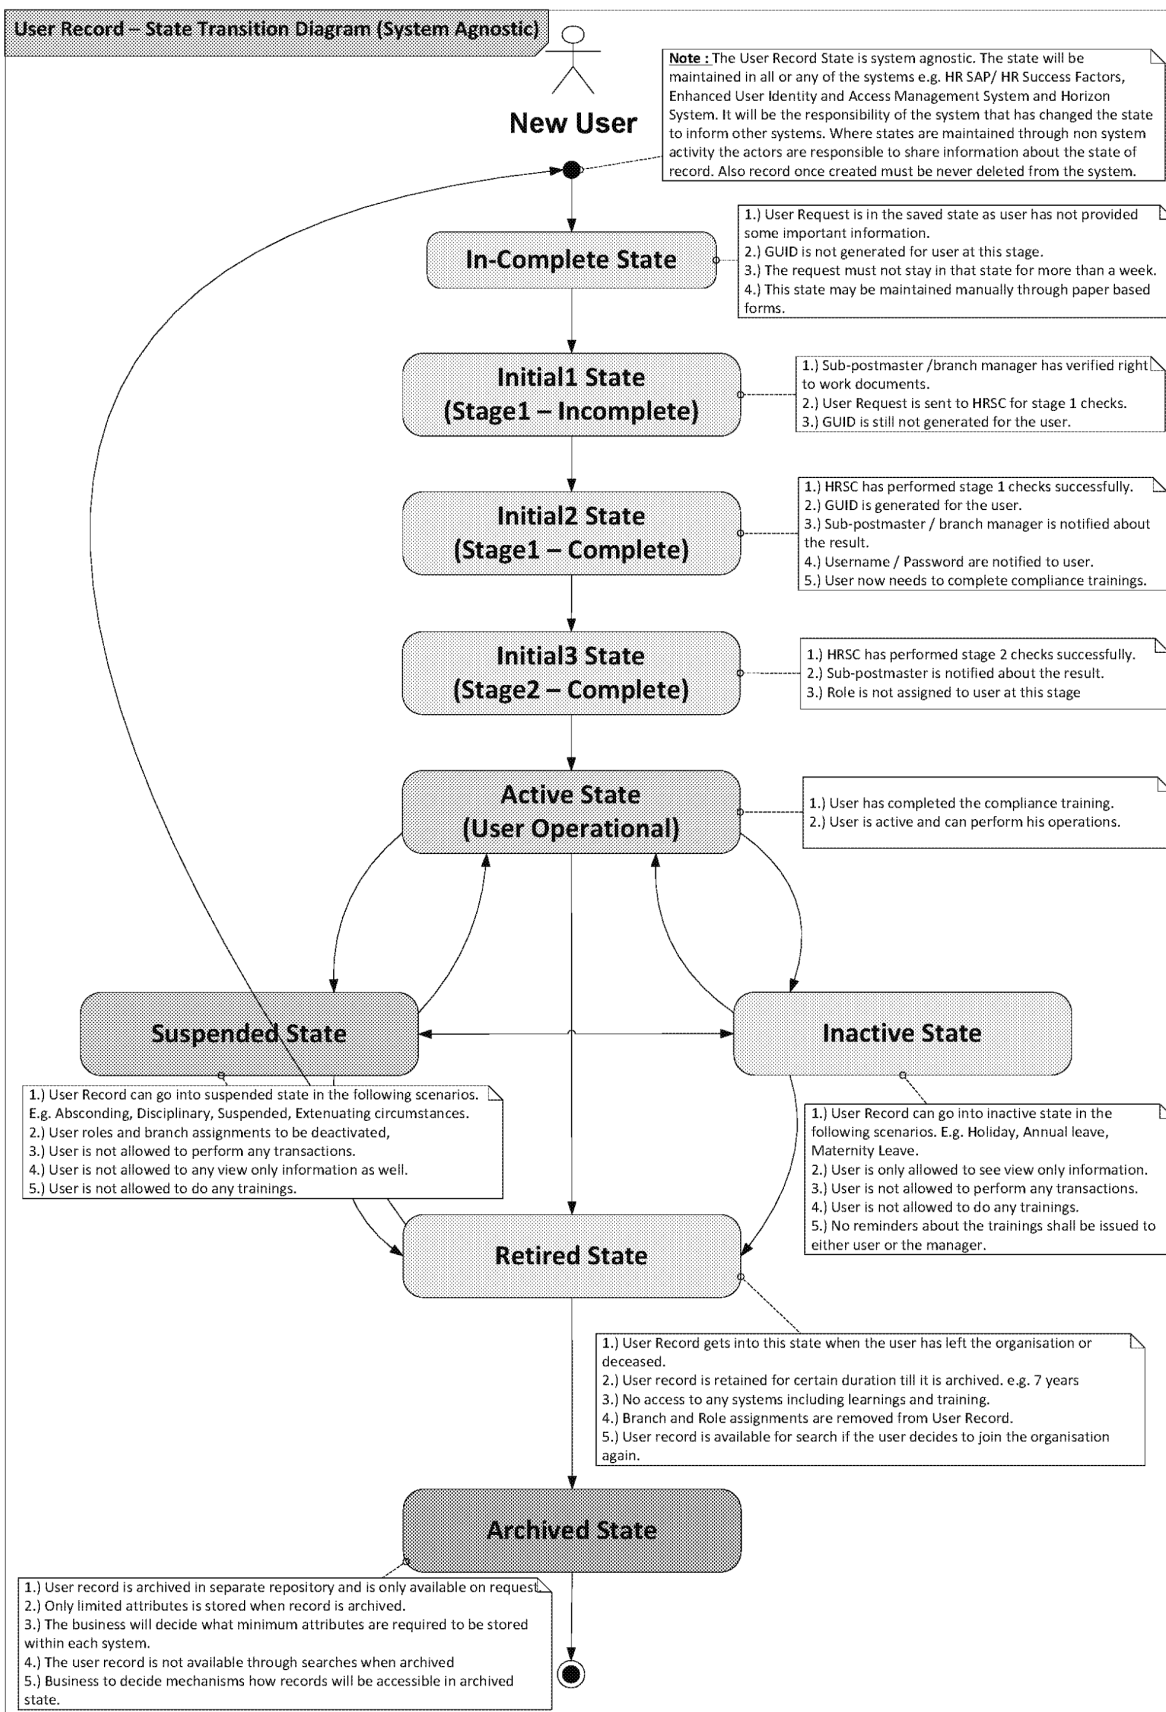 User Record – State Transition Diagram (System Agnostic)
New User
Note : The User Record State is system agnostic. The state will be
maintained in all or any of the systems e.g. HR SAP/ HR Success Factors,
Enhanced User Identity and Access Management System and Horizon
System. It will be the responsibility of the system that has changed the state
to inform other systems. Where states are maintained through non system
activity the actors are responsible to share information about the state of
record. Also record once created must be never deleted from the system.
In-Complete State
1.) User Request is in the saved state as user has not provided
some important information.
2.) GUID is not generated for user at this stage.
3.) The request must not stay in that state for more than a week.
4.) This state may be maintained manually through paper based
forms.
Initial1 State
(Stage1 – Incomplete)
1.) Sub-postmaster /branch manager has verified right
to work documents.
2.) User Request is sent to HRSC for stage 1 checks.
3.) GUID is still not generated for the user.
Initial2 State
(Stage1 – Complete)
1.) HRSC has performed stage 1 checks successfully.
2.) GUID is generated for the user.
3.) Sub-postmaster / branch manager is notified about
the result.
4.) Username / Password are notified to user.
5.) User now needs to complete compliance trainings.
Initial3 State
(Stage2 – Complete)
1.) HRSC has performed stage 2 checks successfully.
2.) Sub-postmaster is notified about the result.
3.) Role is not assigned to user at this stage
Active State
(User Operational)
1.) User has completed the compliance training.
2.) User is active and can perform his operations.
Suspended State
Inactive State
1.) User Record can go into suspended state in the following scenarios.
E.g. Absconding, Disciplinary, Suspended, Extenuating circumstances.
2.) User roles and branch assignments to be deactivated,
3.) User is not allowed to perform any transactions.
4.) User is not allowed to any view only information as well.
5.) User is not allowed to do any trainings.
1.) User Record can go into inactive state in the
following scenarios. E.g. Holiday, Annual leave,
Maternity Leave.
2.) User is only allowed to see view only information.
3.) User is not allowed to perform any transactions.
4.) User is not allowed to do any trainings.
5.) No reminders about the trainings shall be issued to
either user or the manager.
Retired State
1.) User Record gets into this state when the user has left the organisation or
deceased.
2.) User record is retained for certain duration till it is archived. e.g. 7 years
3.) No access to any systems including learnings and training.
4.) Branch and Role assignments are removed from User Record.
5.) User record is available for search if the user decides to join the organisation
again.
Archived State
1.) User record is archived in separate repository and is only available on request.
2.) Only limited attributes is stored when record is archived.
3.) The business will decide what minimum attributes are required to be stored
within each system.
4.) The user record is not available through searches when archived
5.) Business to decide mechanisms how records will be accessible in archived
state.